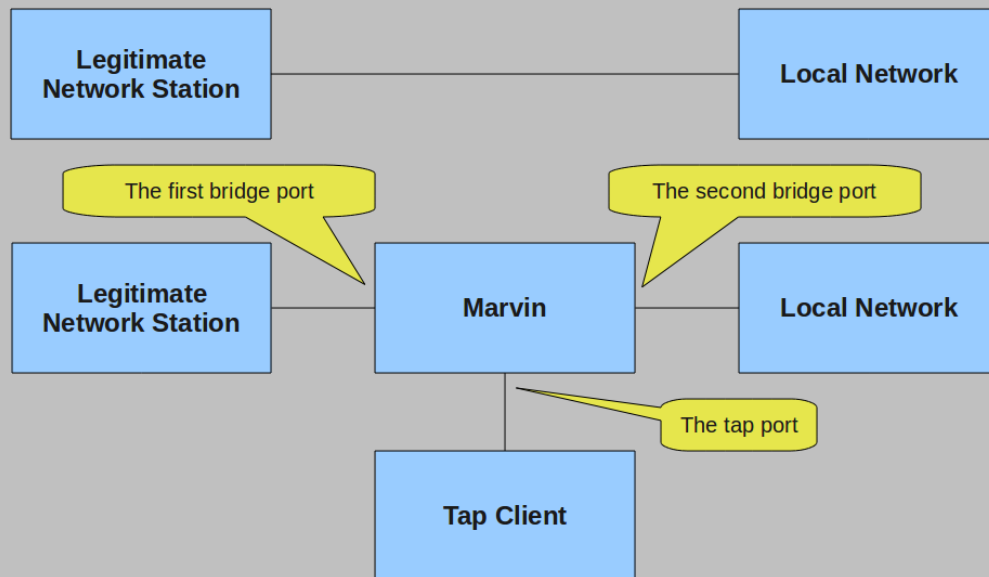 Legitimate
Network Station
Local Network
The first bridge port
The second bridge port
Legitimate
Network Station
Marvin
Local Network
The tap port
Tap Client